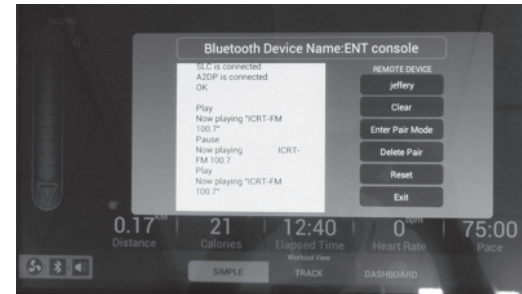 Bluetooth Device Name:ENT console
SLC is connected
A2DP is connected
OK
Play
Now playing "ICRT-FM
100.7"
Pause
Now playing ICRT-
FM 100.7
Play
Now playing "ICRT-FM
100.7"
REMOTE DEVICE
jeffery
Clear
Enter Pair Mode
Delete Pair
Reset
Exit
0.17 KM
Distance
21
Calories
12:40
Elapsed Time
0 bpm
Heart Rate
75:00
Pace
Workout View
SIMPLE
TRACK
DASHBOARD